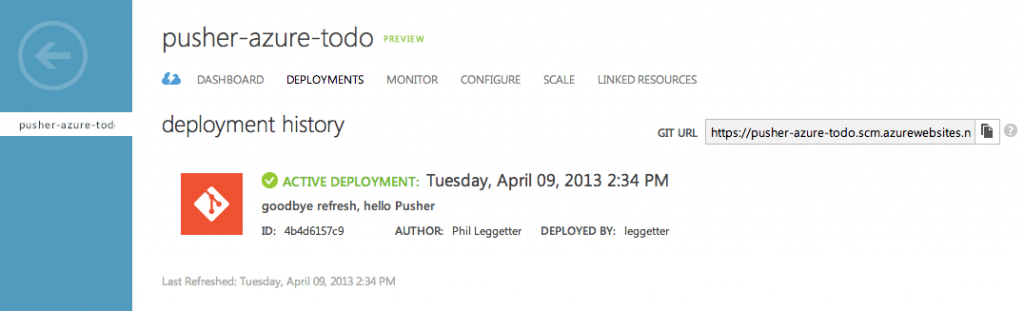 pusher-azure-todo PREVIEW
DASHBOARD DEPLOYMENTS MONITOR CONFIGURE SCALE LINKED RESOURCES
pusher-azure-tod
deployment history
GIT URL https://pusher-azure-todo.scm.azurewebsites.n
ACTIVE DEPLOYMENT: Tuesday, April 09, 2013 2:34 PM
goodbye refresh, hello Pusher
ID: 4b4d6157c9 AUTHOR: Phil Leggetter DEPLOYED BY: leggetter
Last Refreshed: Tuesday, April 09, 2013 2:34 PM